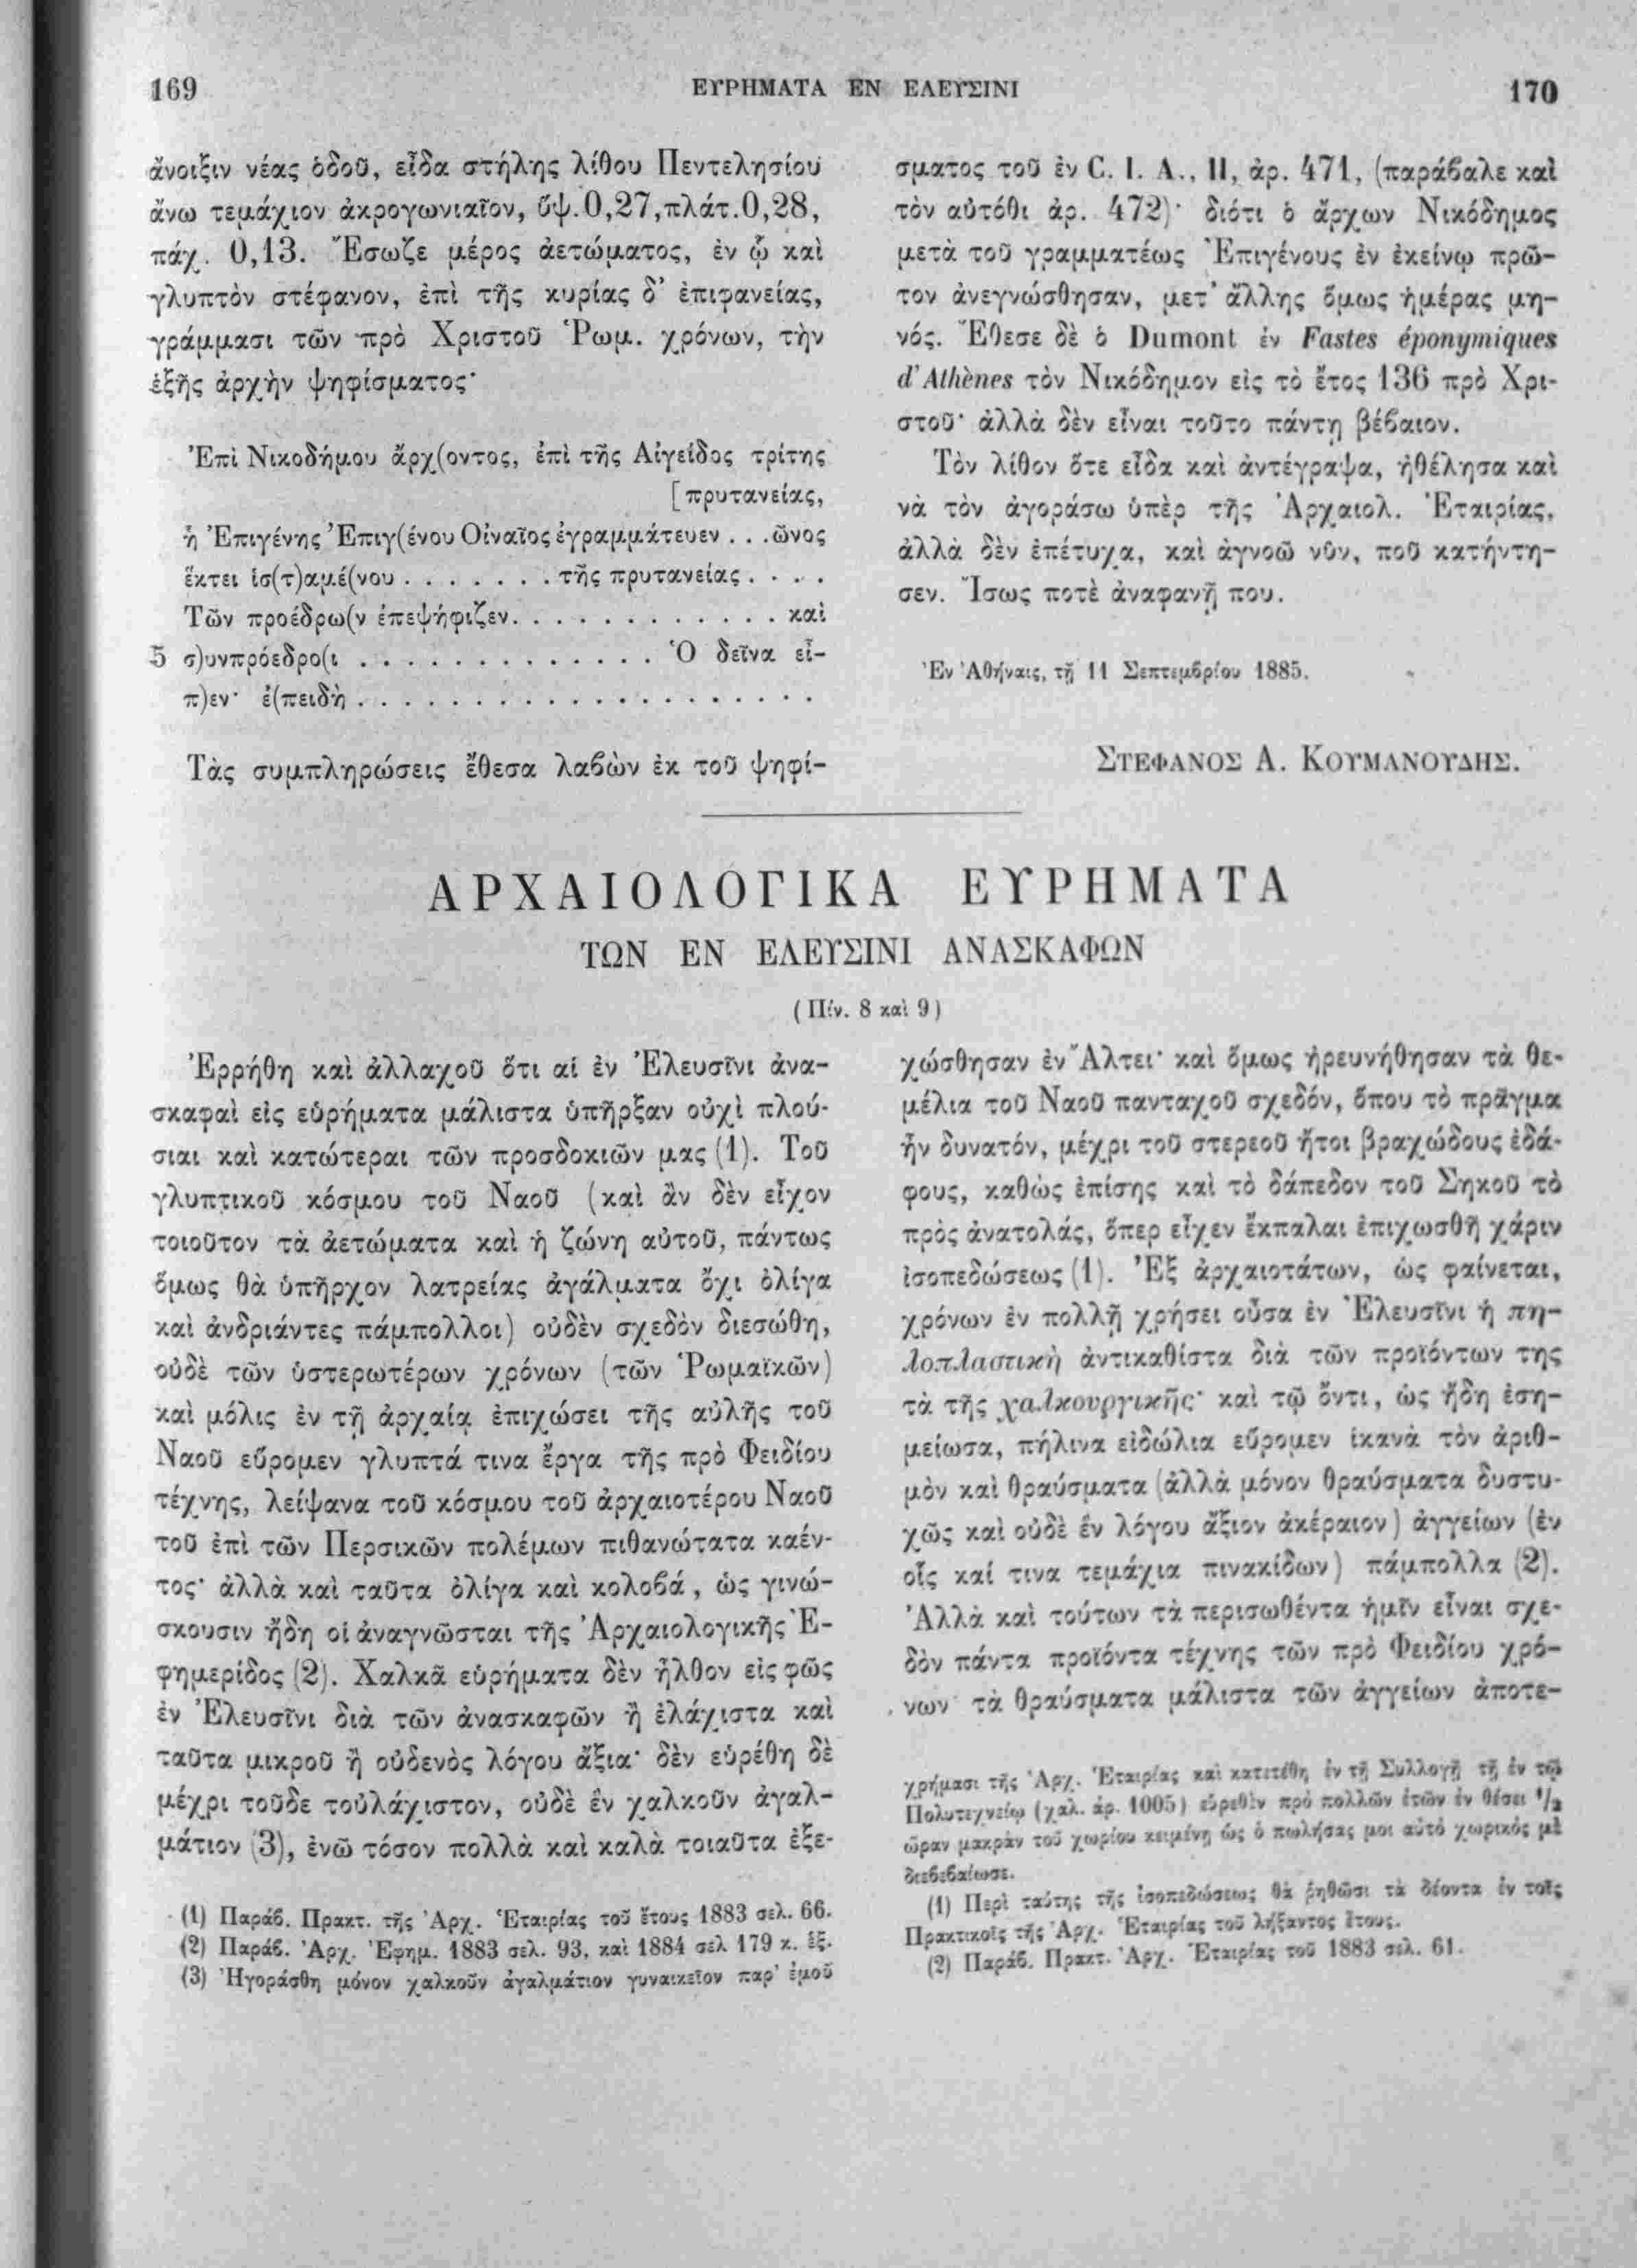 169
ΕΥΡΗΜΑΤΑ ΕΝ ΕΛΕΥΣΙΝΙ
170
ἄνοιξιν νέας ὁδοῦ, εἶδα στήλης λίθου Πεντελησίου
ἄνω τεμάχιον ἀκρογωνιαῖον, ὕψ.0,27,πλάτ.0,28,
πάχ. 0,13. Ἔσωζε μέρος ἀετώματος, ἐν ᾧ καὶ
γλυπτὸν στέφανον, ἐπὶ τῆς κυρίας δ' ἐπιφανείας,
γράμμασι τῶν πρὸ Χριστοῦ Ῥωμ. χρόνων, τὴν
ἑξῆς ἀρχὴν ψηφίσματος·
Ἐπὶ Νικοδήμου ἄρχ(οντος, ἐπὶ τῆς Αἰγεΐδος τρίτης
[πρυτανείας,
ᾗ Ἐπιγένης Ἐπιγ(ένου Οἰναῖος ἐγραμμάτευεν . . .ῶνος
ἕκτει ἱσ(τ)αμέ(νου . . . . . . . τῆς πρυτανείας . . . .
Τῶν προέδρω(ν ἐπεψήφιζεν. . . . . . . . . . . . . καὶ
5 σ)υνπρόεδρο(ι . . . . . . . . . . . . . . Ὁ δεῖνα εἶ-
π)εν· ἐ(πειδὴ . . . . . . . . . . . . . . . . . . . .
Τὰς συμπληρώσεις ἔθεσα λαβὼν ἐκ τοῦ ψηφί-
σματος τοῦ ἐν C. I. A., II, ἀρ. 471, (παράβαλε καὶ
τὸν αὐτόθι ἀρ. 472)· διότι ὁ ἄρχων Νικόδημος
μετὰ τοῦ γραμματέως Ἐπιγένους ἐν ἐκείνῳ πρῶ-
τον ἀνεγνώσθησαν, μετ' ἄλλης ὅμως ἡμέρας μη-
νός. Ἔθεσε δὲ ὁ Dumont ἐν Fastes éponymiques
d'Athènes τὸν Νικόδημον εἰς τὸ ἔτος 136 πρὸ Χρι-
στοῦ· ἀλλὰ δὲν εἶναι τοῦτο πάντῃ βέβαιον.
Τὸν λίθον ὅτε εἶδα καὶ ἀντέγραψα, ἠθέλησα καὶ
νὰ τὸν ἀγοράσω ὑπὲρ τῆς Ἀρχαιολ. Ἑταιρίας,
ἀλλὰ δὲν ἐπέτυχα, καὶ ἀγνοῶ νῦν, ποῦ κατήντη-
σεν. Ἴσως ποτὲ ἀναφανῇ που.
Ἐν Ἀθήναις, τῇ 11 Σεπτεμβρίου 1885.
ΣΤΕΦΑΝΟΣ Α. ΚΟΥΜΑΝΟΥΔΗΣ.
ΑΡΧΑΙΟΛΟΓΙΚΑ ΕΥΡΗΜΑΤΑ
ΤΩΝ ΕΝ ΕΛΕΥΣΙΝΙ ΑΝΑΣΚΑΦΩΝ
(Πίν. 8 καὶ 9)
Ἐρρήθη καὶ ἀλλαχοῦ ὅτι αἱ ἐν Ἐλευσῖνι ἀνα-
σκαφαὶ εἰς εὑρήματα μάλιστα ὑπῆρξαν οὐχὶ πλού-
σιαι καὶ κατώτεραι τῶν προσδοκιῶν μας (1). Τοῦ
γλυπτικοῦ κόσμου τοῦ Ναοῦ (καὶ ἂν δὲν εἶχον
τοιοῦτον τὰ ἀετώματα καὶ ἡ ζώνη αὐτοῦ, πάντως
ὅμως θὰ ὑπῆρχον λατρείας ἀγάλματα ὄχι ὀλίγα
καὶ ἀνδριάντες πάμπολλοι) οὐδὲν σχεδὸν διεσώθη,
οὐδὲ τῶν ὑστερωτέρων χρόνων (τῶν Ῥωμαϊκῶν)
καὶ μόλις ἐν τῇ ἀρχαίᾳ ἐπιχώσει τῆς αὐλῆς τοῦ
Ναοῦ εὕρομεν γλυπτά τινα ἔργα τῆς πρὸ Φειδίου
τέχνης, λείψανα τοῦ κόσμου τοῦ ἀρχαιοτέρου Ναοῦ
τοῦ ἐπὶ τῶν Περσικῶν πολέμων πιθανώτατα καέν-
τος· ἀλλὰ καὶ ταῦτα ὀλίγα καὶ κολοβά, ὡς γινώ-
σκουσιν ἤδη οἱ ἀναγνῶσται τῆς Ἀρχαιολογικῆς Ἐ-
φημερίδος (2). Χαλκᾶ εὑρήματα δὲν ἦλθον εἰς φῶς
ἐν Ἐλευσῖνι διὰ τῶν ἀνασκαφῶν ἢ ἐλάχιστα καὶ
ταῦτα μικροῦ ἢ οὐδενὸς λόγου ἄξια· δὲν εὑρέθη δὲ
μέχρι τοῦδε τοὐλάχιστον, οὐδὲ ἓν χαλκοῦν ἀγαλ-
μάτιον (3), ἐνῶ τόσον πολλὰ καὶ καλὰ τοιαῦτα ἐξε-
(1) Παράβ. Πρακτ. τῆς Ἀρχ. Ἑταιρίας τοῦ ἔτους 1883 σελ. 66.
(2) Παράβ. Ἀρχ. Ἐφημ. 1883 σελ. 93, καὶ 1884 σελ 179 κ. ἑξ.
(3) Ἠγοράσθη μόνον χαλκοῦν ἀγαλμάτιον γυναικεῖον παρ' ἐμοῦ
χώσθησαν ἐν Ἄλτει· καὶ ὅμως ἠρευνήθησαν τὰ θε-
μέλια τοῦ Ναοῦ πανταχοῦ σχεδόν, ὅπου τὸ πρᾶγμα
ἦν δυνατόν, μέχρι τοῦ στερεοῦ ἤτοι βραχώδους ἐδά-
φους, καθὼς ἐπίσης καὶ τὸ δάπεδον τοῦ Σηκοῦ τὸ
πρὸς ἀνατολάς, ὅπερ εἶχεν ἔκπαλαι ἐπιχωσθῆ χάριν
ἰσοπεδώσεως (1). Ἐξ ἀρχαιοτάτων, ὡς φαίνεται,
χρόνων ἐν πολλῇ χρήσει οὖσα ἐν Ἐλευσῖνι ἡ πη-
λοπλαστικὴ ἀντικαθίστα διὰ τῶν προϊόντων της
τὰ τῆς χαλκουργικῆς· καὶ τῷ ὄντι, ὡς ἤδη ἐση-
μείωσα, πήλινα εἰδώλια εὕρομεν ἱκανὰ τὸν ἀριθ-
μὸν καὶ θραύσματα (ἀλλὰ μόνον θραύσματα δυστυ-
χῶς καὶ οὐδὲ ἓν λόγου ἄξιον ἀκέραιον) ἀγγείων (ἐν
οἷς καί τινα τεμάχια πινακίδων) πάμπολλα (2).
Ἀλλὰ καὶ τούτων τὰ περισωθέντα ἡμῖν εἶναι σχε-
δὸν πάντα προϊόντα τέχνης τῶν πρὸ Φειδίου χρό-
νων· τὰ θραύσματα μάλιστα τῶν ἀγγείων ἀποτε-
χρήμασι τῆς Ἀρχ. Ἑταιρίας καὶ κατετέθη ἐν τῇ Συλλογῇ τῇ ἐν τῷ
Πολυτεχνείῳ (χαλ. ἀρ. 1005) εὑρεθὲν πρὸ πολλῶν ἐτῶν ἐν θέσει 1/2
ὥραν μακρὰν τοῦ χωρίου κειμένῃ ὡς ὁ πωλήσας μοι αὐτὸ χωρικός μὲ
διεβεβαίωσε.
(1) Περὶ ταύτης τῆς ἰσοπεδώσεως θὰ ῥηθῶσι τὰ δέοντα ἐν τοῖς
Πρακτικοῖς τῆς Ἀρχ. Ἑταιρίας τοῦ λήξαντος ἔτους.
(2) Παράβ. Πρακτ. Ἀρχ. Ἑταιρίας τοῦ 1883 σελ. 61.